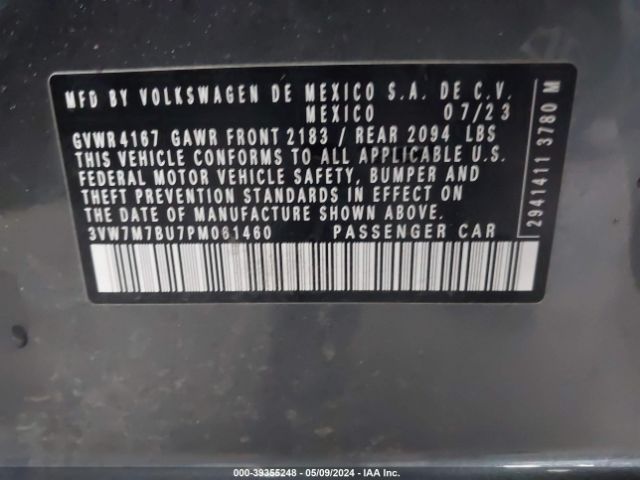 MFD BY VOLKSWAGEN DE MEXICO S.A. DE C.V.
MEXICO 07/23
GVWR 4167 GAWR FRONT 2183 / REAR 2094 LBS
THIS VEHICLE CONFORMS TO ALL APPLICABLE U.S.
FEDERAL MOTOR VEHICLE SAFETY, BUMPER AND
THEFT PREVENTION STANDARDS IN EFFECT ON
THE DATE OF MANUFACTURE SHOWN ABOVE.
3VW7M7BU7PM061460 PASSENGER CAR
2941411 3780 M
000-39355248 - 05/09/2024 - IAA Inc.